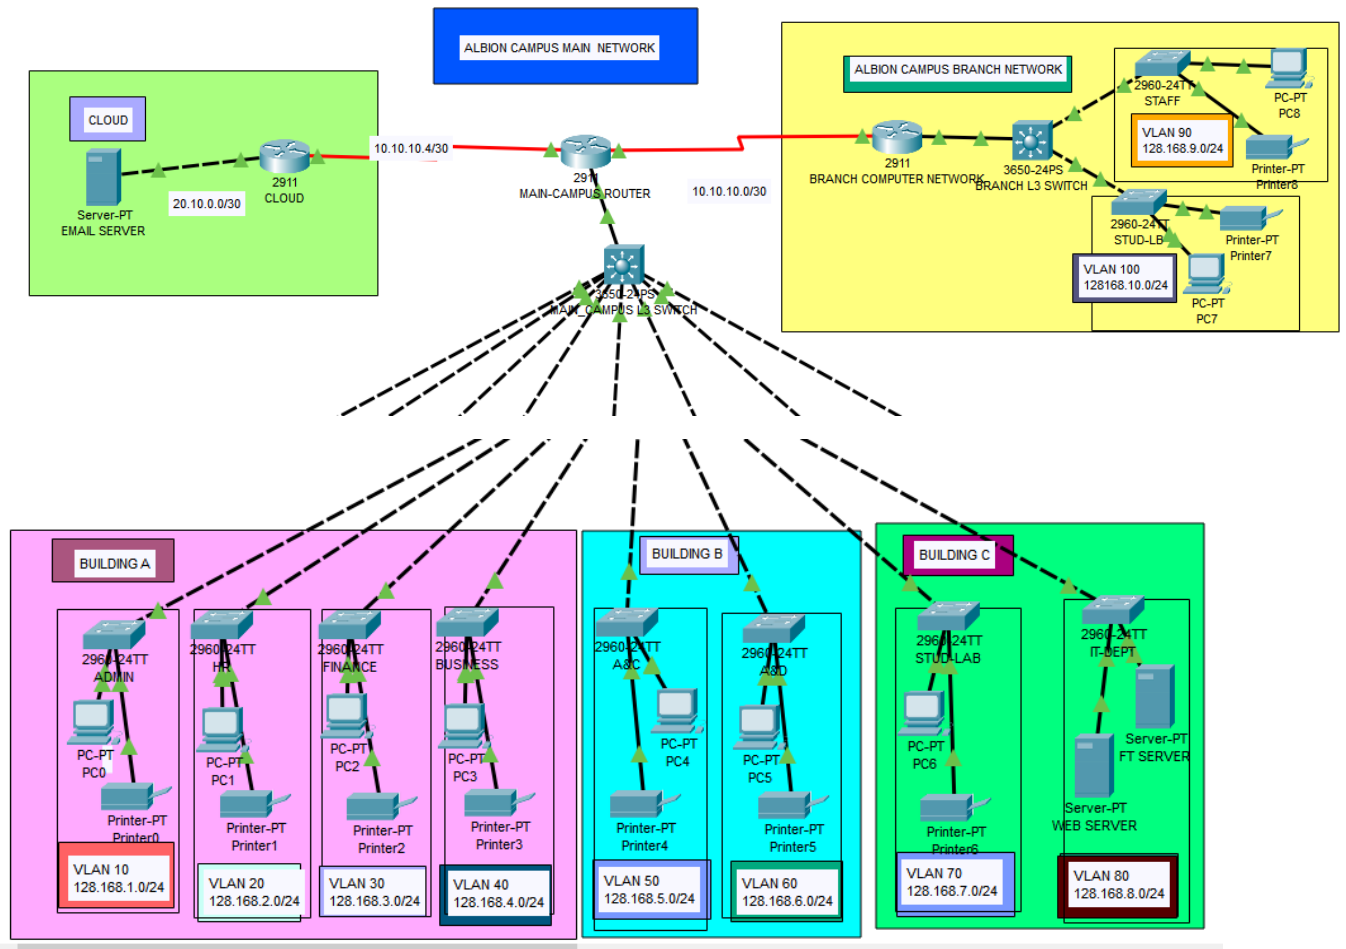 ALBION CAMPUS MAIN NETWORK
CLOUD
Server-PT
EMAIL SERVER
20.10.0.0/30
2911
CLOUD
10.10.10.4/30
2911
MAIN-CAMPUS ROUTER
10.10.10.0/30
3650-24PS
MAIN_CAMPUS L3 SWITCH
ALBION CAMPUS BRANCH NETWORK
2911
BRANCH COMPUTER NETWORK
3650-24PS
BRANCH L3 SWITCH
2960-24TT
STAFF
PC-PT
PC8
VLAN 90
128.168.9.0/24
Printer-PT
Printer8
2960-24TT
STUD-LB
Printer-PT
Printer7
VLAN 100
128168.10.0/24
PC-PT
PC7
BUILDING A
2960-24TT
ADMIN
PC-PT
PC0
Printer-PT
Printer0
VLAN 10
128.168.1.0/24
2960-24TT
HR
PC-PT
PC1
Printer-PT
Printer1
VLAN 20
128.168.2.0/24
2960-24TT
FINANCE
PC-PT
PC2
Printer-PT
Printer2
VLAN 30
128.168.3.0/24
2960-24TT
BUSINESS
PC-PT
PC3
Printer-PT
Printer3
VLAN 40
128.168.4.0/24
BUILDING B
2960-24TT
A&C
PC-PT
PC4
Printer-PT
Printer4
VLAN 50
128.168.5.0/24
2960-24TT
A&D
PC-PT
PC5
Printer-PT
Printer5
VLAN 60
128.168.6.0/24
BUILDING C
2960-24TT
STUD-LAB
PC-PT
PC6
Printer-PT
Printer6
VLAN 70
128.168.7.0/24
2960-24TT
IT-DEPT
Server-PT
FT SERVER
Server-PT
WEB SERVER
VLAN 80
128.168.8.0/24